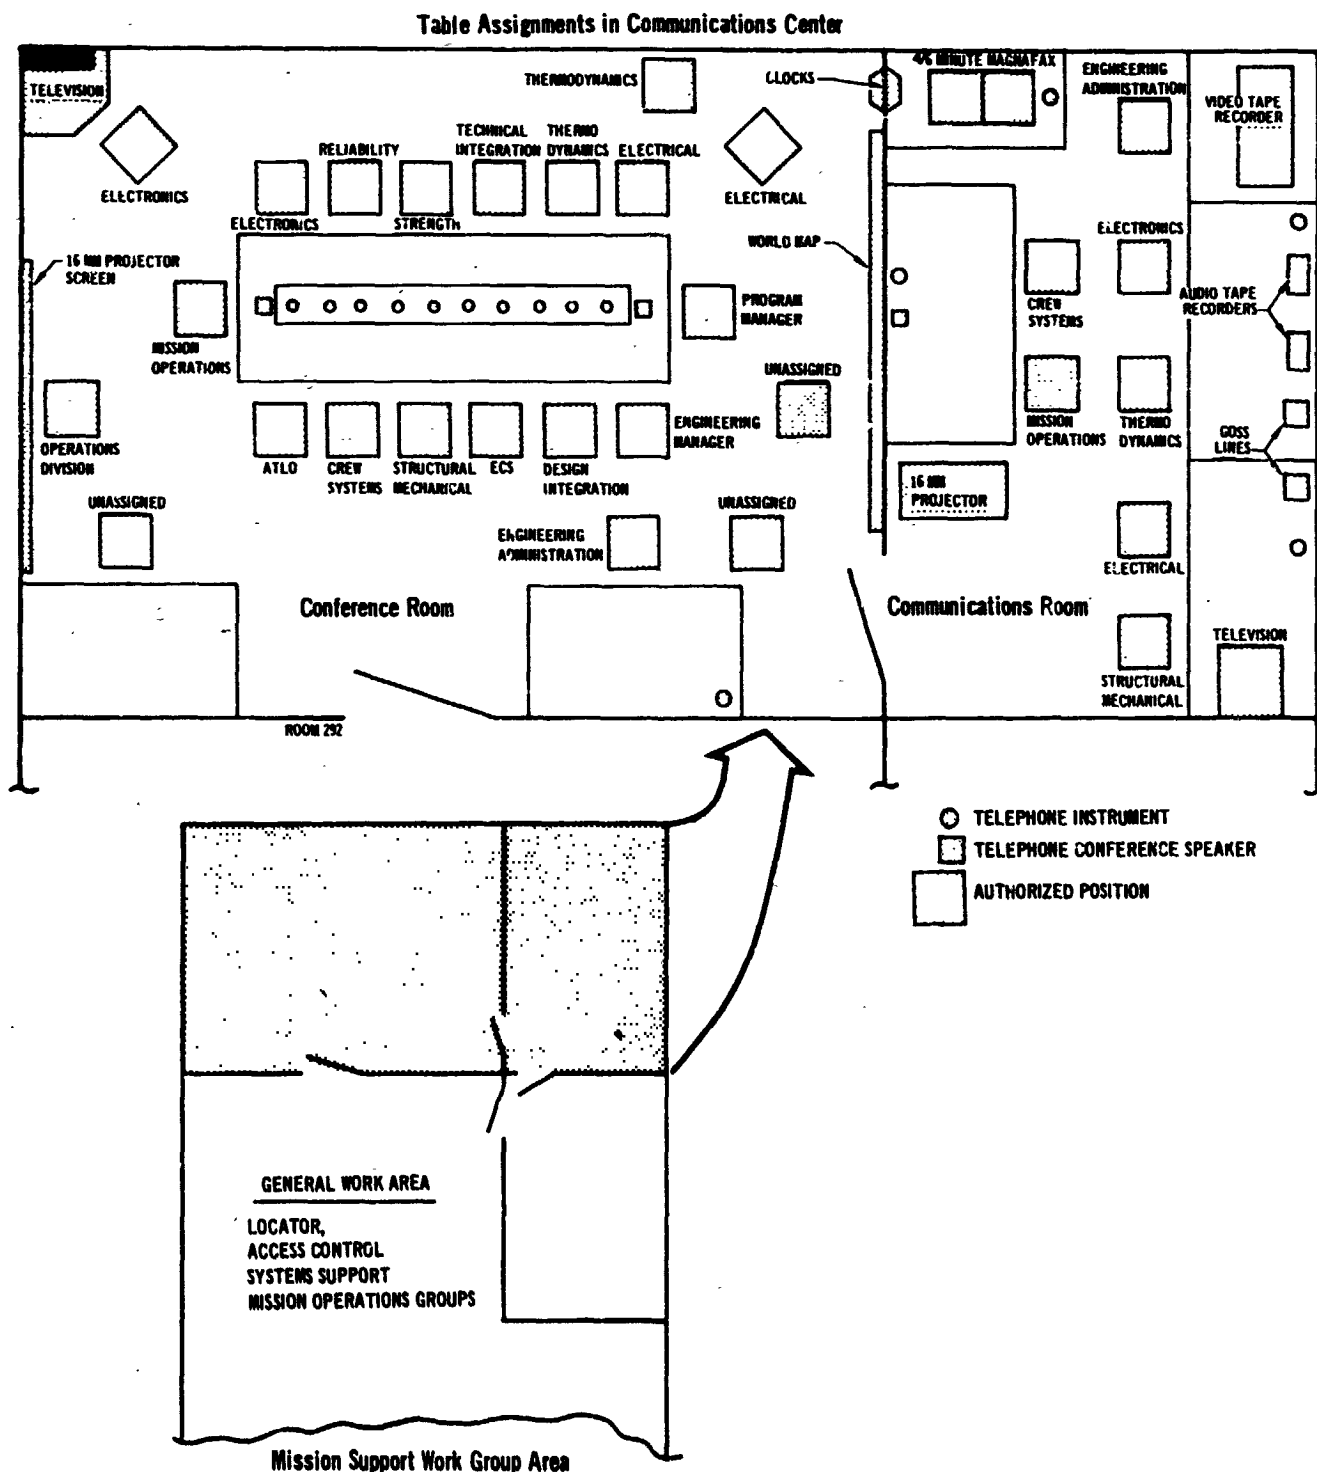 Table Assignments in Communications Center
TELEVISION
THERMODYNAMICS
CLOCKS
4/6 MINUTE MAGNAFAX
ENGINEERING
ADMINISTRATION
VIDEO TAPE
RECORDER
RELIABILITY
TECHNICAL
INTEGRATION
THERMO
DYNAMICS
ELECTRICAL
ELECTRONICS
ELECTRICAL
ELECTRONICS
STRENGTH
WORLD MAP
ELECTRONICS
16 MM PROJECTOR
SCREEN
MISSION
OPERATIONS
PROGRAM
MANAGER
CREW
SYSTEMS
AUDIO TAPE
RECORDERS
UNASSIGNED
OPERATIONS
DIVISION
ATLO
CREW
SYSTEMS
STRUCTURAL
MECHANICAL
ECS
DESIGN
INTEGRATION
ENGINEERING
MANAGER
MISSION
OPERATIONS
THERMO
DYNAMICS
GOSS
LINES
UNASSIGNED
ENGINEERING
ADMINISTRATION
UNASSIGNED
16 MM
PROJECTOR
ELECTRICAL
Conference Room
Communications Room
TELEVISION
STRUCTURAL
MECHANICAL
ROOM 292
TELEPHONE INSTRUMENT
TELEPHONE CONFERENCE SPEAKER
AUTHORIZED POSITION
GENERAL WORK AREA
LOCATOR,
ACCESS CONTROL
SYSTEMS SUPPORT
MISSION OPERATIONS GROUPS
Mission Support Work Group Area